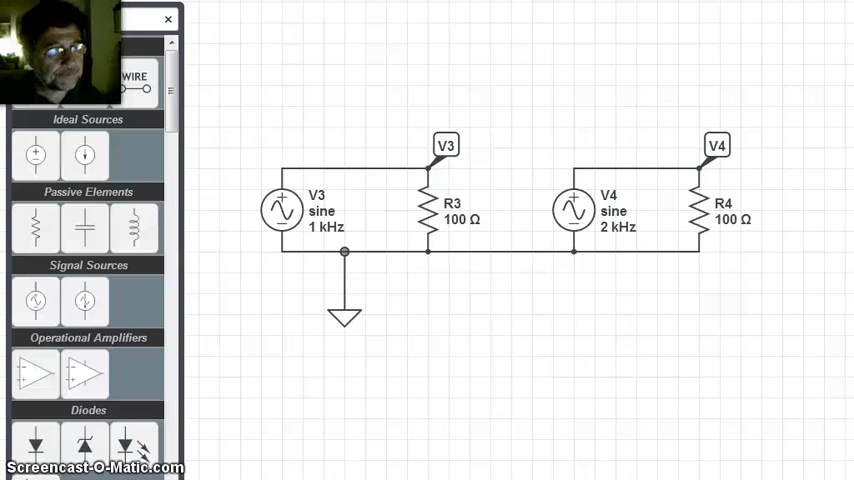 ×
WIRE
Ideal Sources
Passive Elements
Signal Sources
Operational Amplifiers
Diodes
V3
V3
sine
1 kHz
R3
100 Ω
V4
V4
sine
2 kHz
R4
100 Ω
Screencast-O-Matic.com